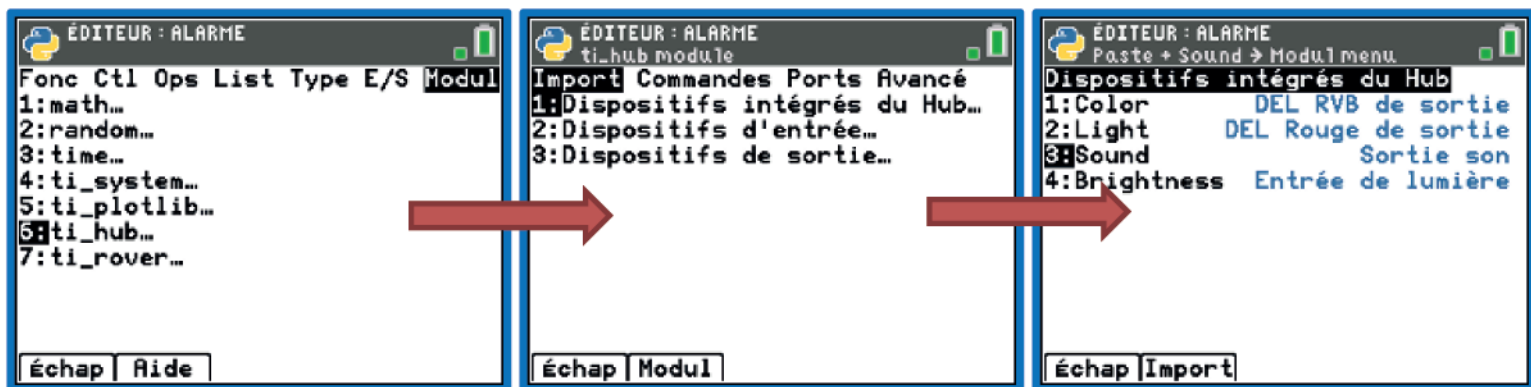 ÉDITEUR : ALARME
Fonc Ctl Ops List Type E/S Modul
1:math…
2:random…
3:time…
4:ti_system…
5:ti_plotlib…
6:ti_hub…
7:ti_rover…
Échap Aide
ÉDITEUR : ALARME
ti_hub module
Import Commandes Ports Avancé
1:Dispositifs intégrés du Hub…
2:Dispositifs d'entrée…
3:Dispositifs de sortie…
Échap Modul
ÉDITEUR : ALARME
Paste + Sound → Modul menu
Dispositifs intégrés du Hub
1:Color DEL RVB de sortie
2:Light DEL Rouge de sortie
3:Sound Sortie son
4:Brightness Entrée de lumière
Échap Import